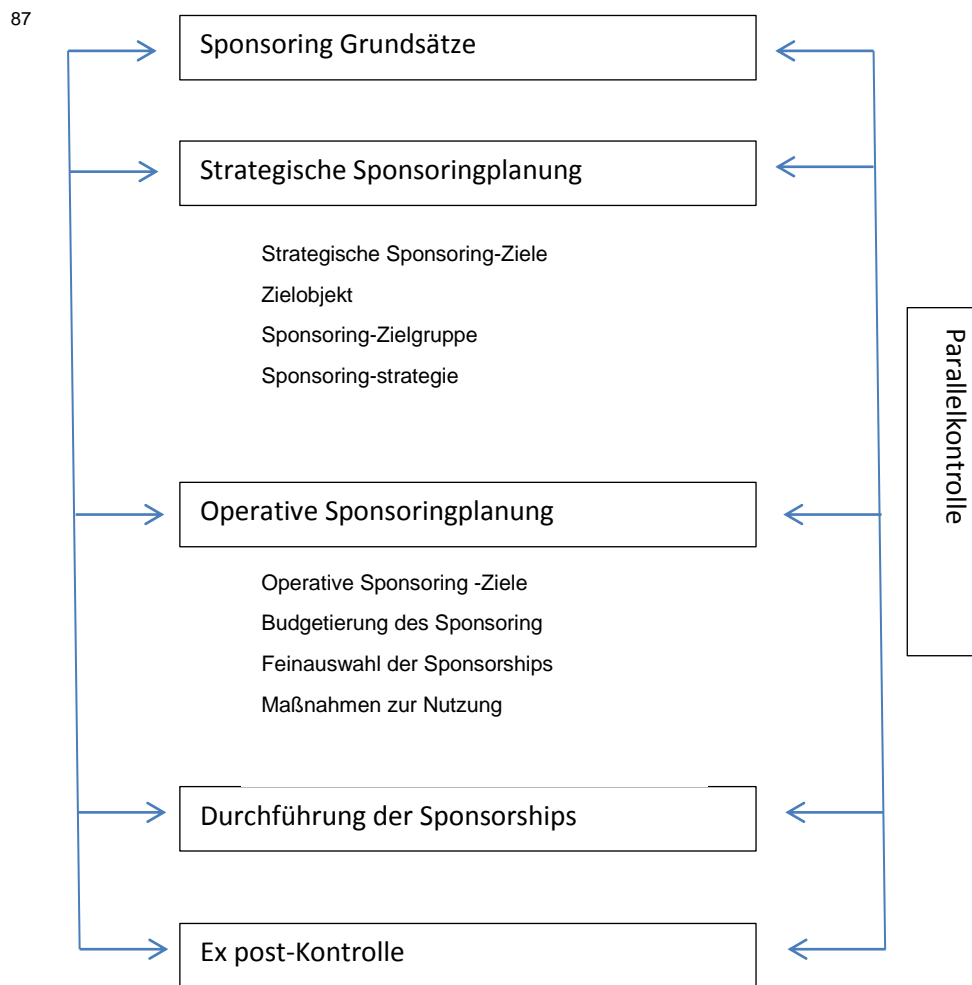 87
Sponsoring Grundsätze
Strategische Sponsoringplanung
Strategische Sponsoring-Ziele
Zielobjekt
Sponsoring-Zielgruppe
Sponsoring-strategie
Operative Sponsoringplanung
Operative Sponsoring -Ziele
Budgetierung des Sponsoring
Feinauswahl der Sponsorships
Maßnahmen zur Nutzung
Durchführung der Sponsorships
Ex post-Kontrolle
Parallelkontrolle